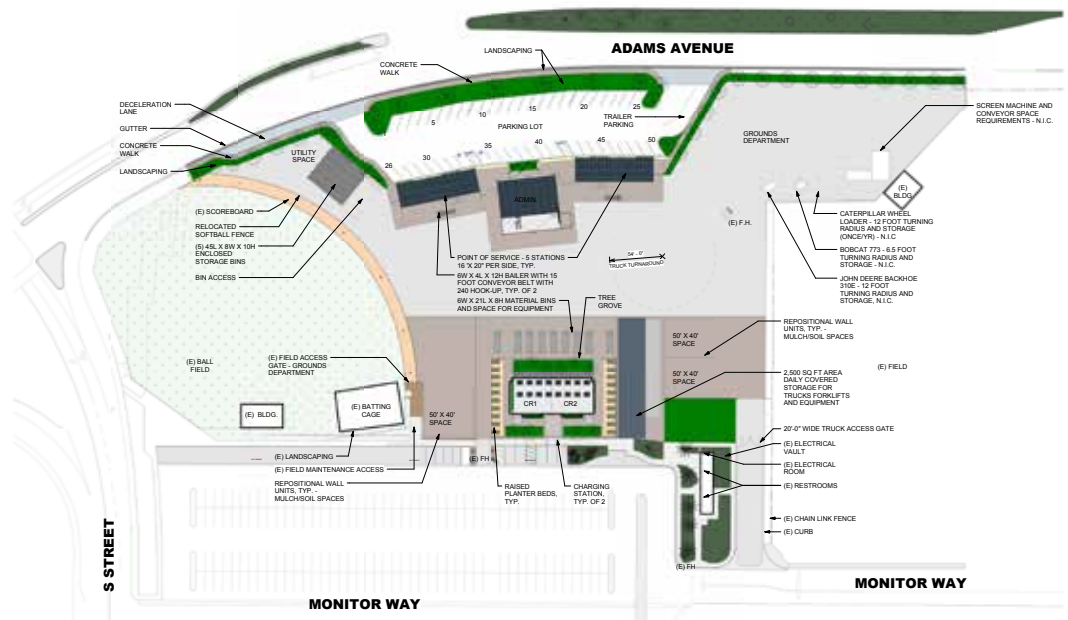 ADAMS AVENUE
LANDSCAPING
CONCRETE
WALK
DECELERATION
LANE
GUTTER
CONCRETE
WALK
LANDSCAPING
UTILITY
SPACE
5
10
15
20
25
TRAILER
PARKING
PARKING LOT
26
30
35
40
45
50
GROUNDS
DEPARTMENT
SCREEN MACHINE AND
CONVEYOR SPACE
REQUIREMENTS - N.I.C.
(E)
BLDG.
ADMIN
(E) F.H.
(E) SCOREBOARD
RELOCATED
SOFTBALL FENCE
(5) 45L X 8W X 10H
ENCLOSED
STORAGE BINS
BIN ACCESS
CATERPILLAR WHEEL
LOADER - 12 FOOT TURNING
RADIUS AND STORAGE
(ONCE/YR) - N.I.C
BOBCAT 773 - 6.5 FOOT
TURNING RADIUS AND
STORAGE - N.I.C.
JOHN DEERE BACKHOE
310E - 12 FOOT
TURNING RADIUS AND
STORAGE, N.I.C.
POINT OF SERVICE - 5 STATIONS
16 'X 20" PER SIDE, TYP.
6W X 4L X 12H BAILER WITH 15
FOOT CONVEYOR BELT WITH
240 HOOK-UP, TYP. OF 2
6W X 21L X 8H MATERIAL BINS
AND SPACE FOR EQUIPMENT
54' - 0"
TRUCK TURNAROUND
TREE
GROVE
REPOSITIONAL WALL
UNITS, TYP. -
MULCH/SOIL SPACES
50' X 40'
SPACE
50' X 40'
SPACE
(E) FIELD
2,500 SQ FT AREA
DAILY COVERED
STORAGE FOR
TRUCKS FORKLIFTS
AND EQUIPMENT
(E) BALL
FIELD
(E) FIELD ACCESS
GATE - GROUNDS
DEPARTMENT
(E) BLDG.
(E) BATTING
CAGE
50' X 40'
SPACE
CR1
CR2
20'-0" WIDE TRUCK ACCESS GATE
(E) ELECTRICAL
VAULT
(E) ELECTRICAL
ROOM
(E) RESTROOMS
(E) LANDSCAPING
(E) FIELD MAINTENANCE ACCESS
REPOSITIONAL WALL
UNITS, TYP. -
MULCH/SOIL SPACES
(E) FH
RAISED
PLANTER BEDS,
TYP.
CHARGING
STATION,
TYP. OF 2
(E) CHAIN LINK FENCE
(E) CURB
(E) FH
S STREET
MONITOR WAY
MONITOR WAY